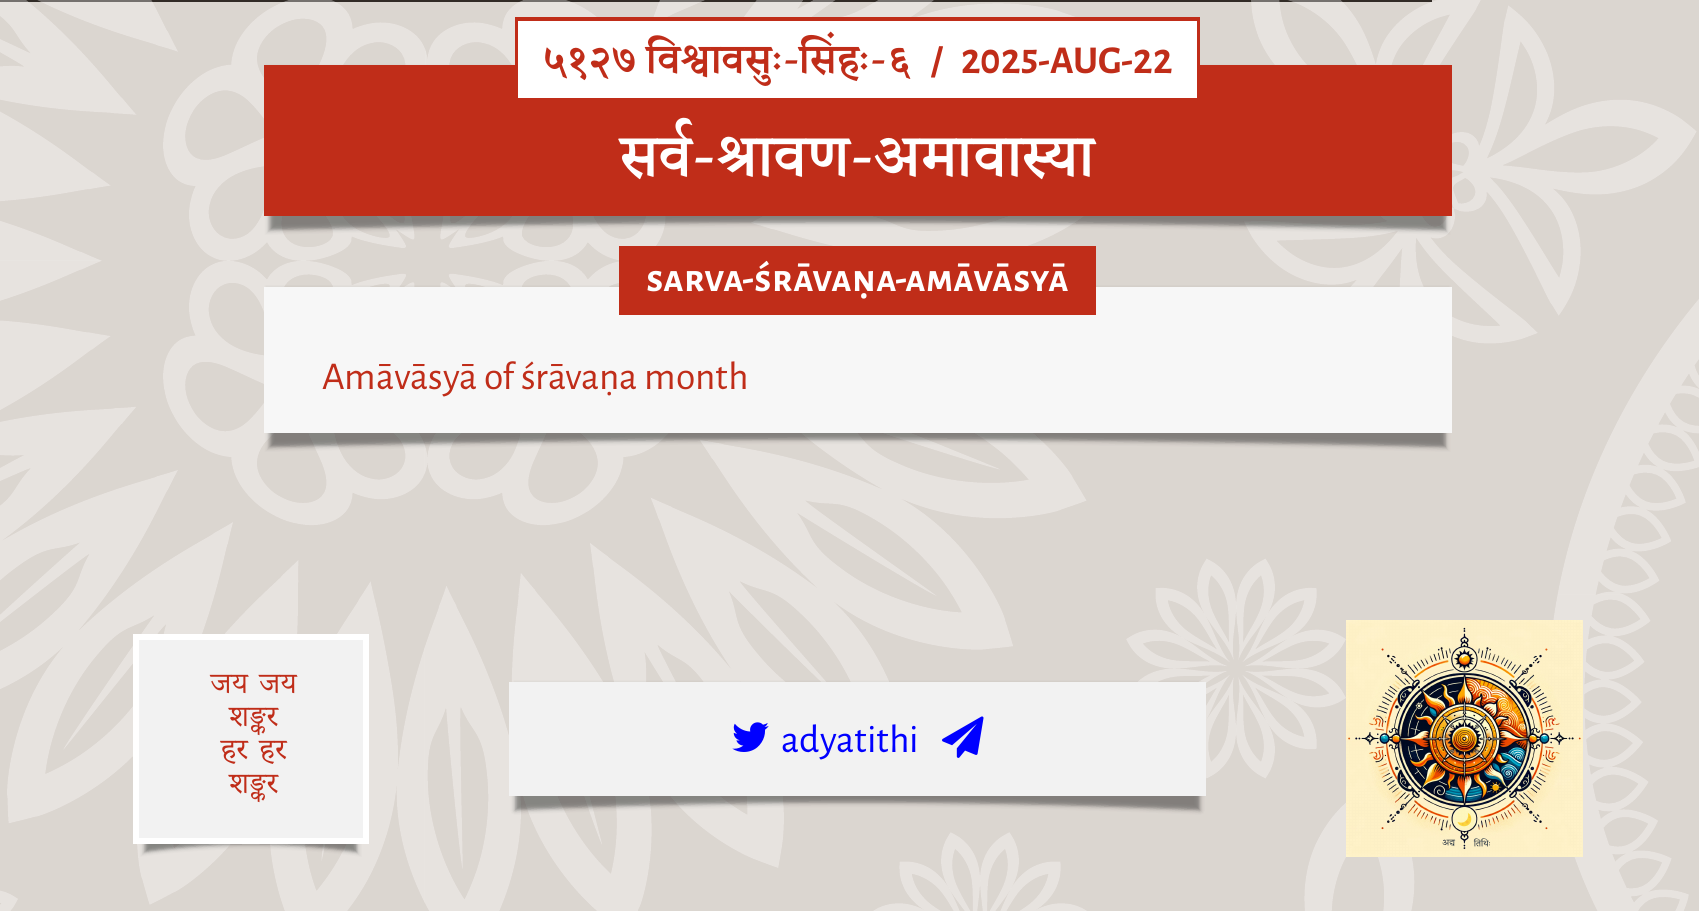 ५१२७ विश्वावसुः-सिंहः-६ / 2025-AUG-22
सर्व-श्रावण-अमावास्या
SARVA-ŚRĀVAṆA-AMĀVĀSYĀ
Amāvāsyā of śrāvaṇa month
जय जय
शङ्कर
हर हर
शङ्कर
adyatithi
अद्य तिथिः